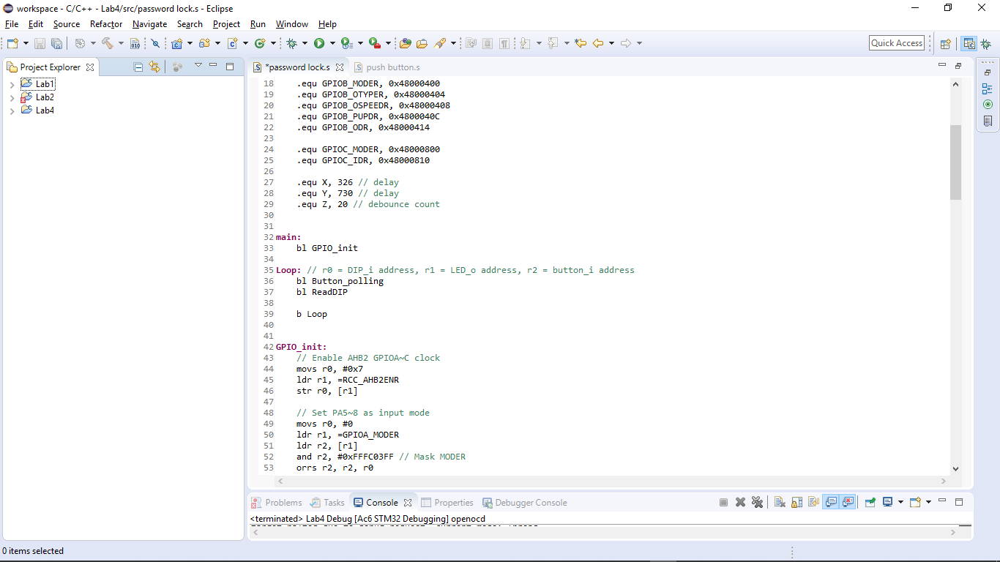 workspace - C/C++ - Lab4/src/password lock.s - Eclipse
File Edit Source Refactor Navigate Search Project Run Window Help
Quick Access
Project Explorer
Lab1
Lab2
Lab4
*password lock.s
push button.s
18 .equ GPIOB_MODER, 0x48000400
19 .equ GPIOB_OTYPER, 0x48000404
20 .equ GPIOB_OSPEEDR, 0x48000408
21 .equ GPIOB_PUPDR, 0x4800040C
22 .equ GPIOB_ODR, 0x48000414
23
24 .equ GPIOC_MODER, 0x48000800
25 .equ GPIOC_IDR, 0x48000810
26
27 .equ X, 326 // delay
28 .equ Y, 730 // delay
29 .equ Z, 20 // debounce count
30
31
32 main:
33 bl GPIO_init
34
35 Loop: // r0 = DIP_i address, r1 = LED_o address, r2 = button_i address
36 bl Button_polling
37 bl ReadDIP
38
39 b Loop
40
41
42 GPIO_init:
43 // Enable AHB2 GPIOA~C clock
44 movs r0, #0x7
45 ldr r1, =RCC_AHB2ENR
46 str r0, [r1]
47
48 // Set PA5~8 as input mode
49 movs r0, #0
50 ldr r1, =GPIOA_MODER
51 ldr r2, [r1]
52 and r2, #0xFFFC03FF // Mask MODER
53 orrs r2, r2, r0
Problems Tasks Console Properties Debugger Console
<terminated> Lab4 Debug [Ac6 STM32 Debugging] openocd
0 items selected